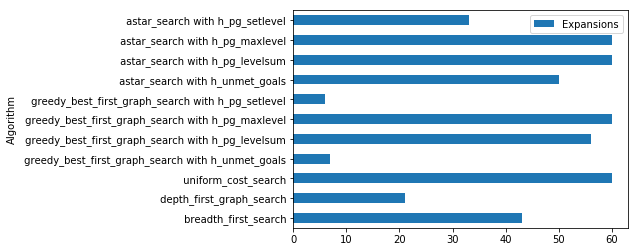 astar_search with h_pg_setlevel
astar_search with h_pg_maxlevel
astar_search with h_pg_levelsum
astar_search with h_unmet_goals
greedy_best_first_graph_search with h_pg_setlevel
greedy_best_first_graph_search with h_pg_maxlevel
greedy_best_first_graph_search with h_pg_levelsum
greedy_best_first_graph_search with h_unmet_goals
uniform_cost_search
depth_first_graph_search
breadth_first_search
Algorithm
Expansions
0 10 20 30 40 50 60